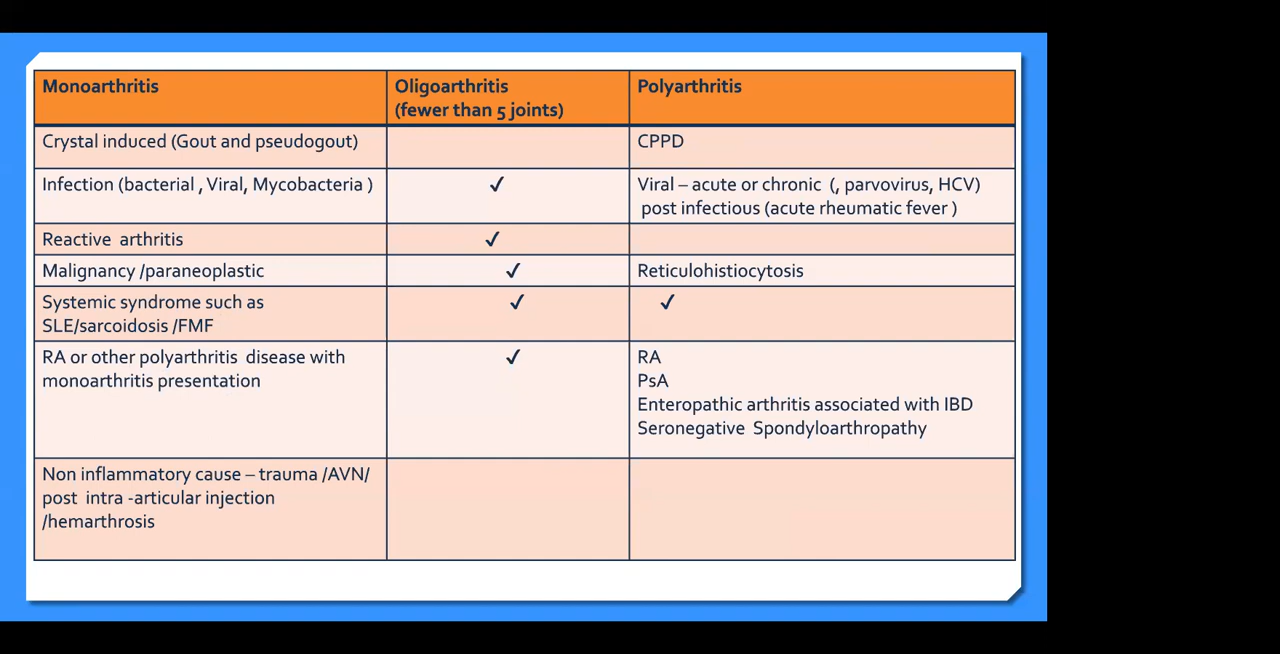 Monoarthritis
Oligoarthritis
(fewer than 5 joints)
Polyarthritis
Crystal induced (Gout and pseudogout)
CPPD
Infection (bacterial , Viral, Mycobacteria )
✓
Viral – acute or chronic (, parvovirus, HCV)
post infectious (acute rheumatic fever )
Reactive arthritis
✓
Malignancy /paraneoplastic
✓
Reticulohistiocytosis
Systemic syndrome such as
SLE/sarcoidosis /FMF
✓
✓
RA or other polyarthritis disease with
monoarthritis presentation
✓
RA
PsA
Enteropathic arthritis associated with IBD
Seronegative Spondyloarthropathy
Non inflammatory cause – trauma /AVN/
post intra -articular injection
/hemarthrosis